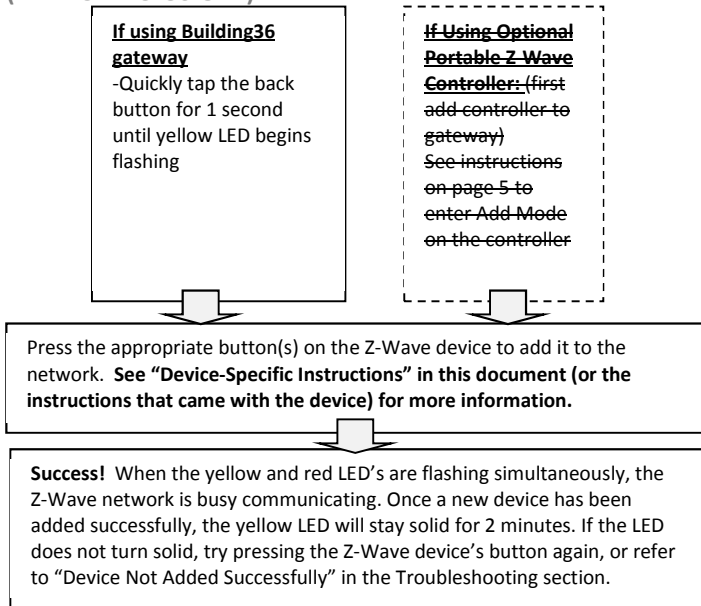 If using Building36
gateway
-Quickly tap the back
button for 1 second
until yellow LED begins
flashing
If Using Optional
Portable Z-Wave
Controller: (first
add controller to
gateway)
See instructions
on page 5 to
enter Add Mode
on the controller
Press the appropriate button(s) on the Z-Wave device to add it to the
network. See “Device-Specific Instructions” in this document (or the
instructions that came with the device) for more information.
Success! When the yellow and red LED’s are flashing simultaneously, the
Z-Wave network is busy communicating. Once a new device has been
added successfully, the yellow LED will stay solid for 2 minutes. If the LED
does not turn solid, try pressing the Z-Wave device’s button again, or refer
to “Device Not Added Successfully” in the Troubleshooting section.